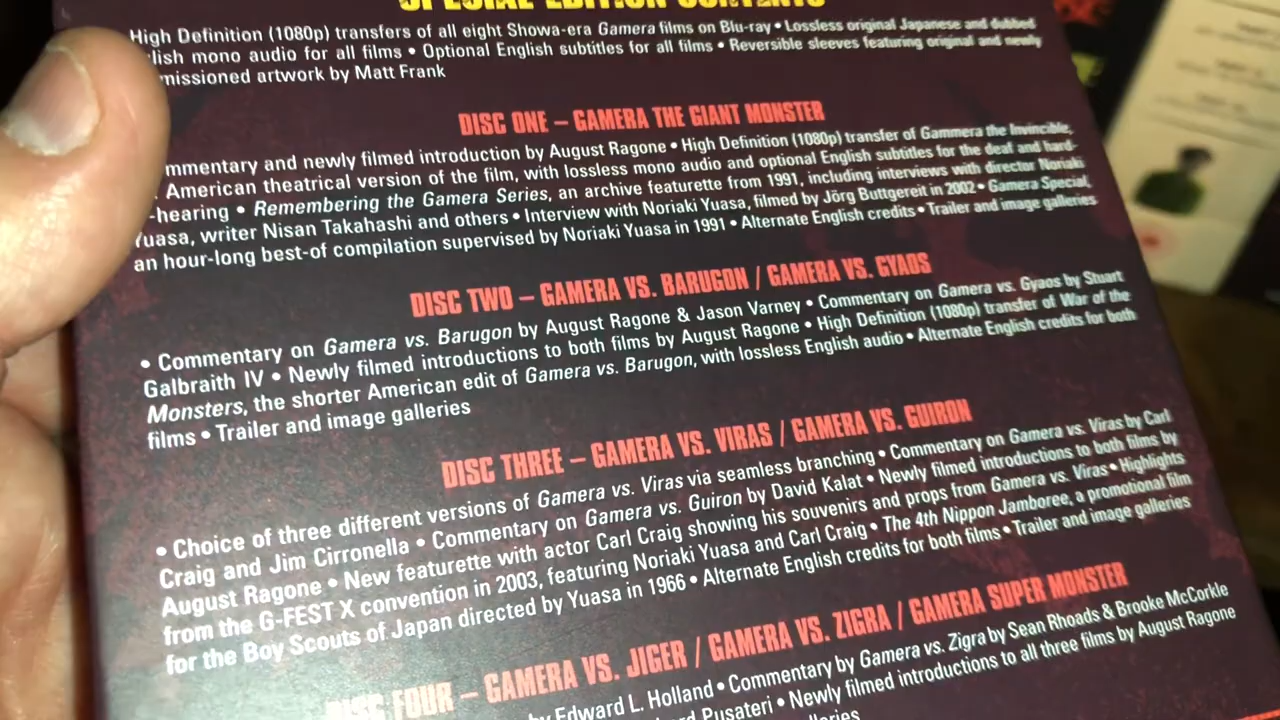 SPECIAL EDITION CONTENTS
High Definition (1080p) transfers of all eight Showa-era Gamera films on Blu-ray • Lossless original Japanese and dubbed
lish mono audio for all films • Optional English subtitles for all films • Reversible sleeves featuring original and newly
missioned artwork by Matt Frank
DISC ONE – GAMERA THE GIANT MONSTER
mmentary and newly filmed introduction by August Ragone • High Definition (1080p) transfer of Gammera the Invincible,
American theatrical version of the film, with lossless mono audio and optional English subtitles for the deaf and hard-
-hearing • Remembering the Gamera Series, an archive featurette from 1991, including interviews with director Noriaki
Yuasa, writer Nisan Takahashi and others • Interview with Noriaki Yuasa, filmed by Jörg Buttgereit in 2002 • Gamera Special,
an hour-long best-of compilation supervised by Noriaki Yuasa in 1991 • Alternate English credits • Trailer and image galleries
DISC TWO – GAMERA VS. BARUGON / GAMERA VS. GYAOS
• Commentary on Gamera vs. Barugon by August Ragone & Jason Varney • Commentary on Gamera vs. Gyaos by Stuart
Galbraith IV • Newly filmed introductions to both films by August Ragone • High Definition (1080p) transfer of War of the
Monsters, the shorter American edit of Gamera vs. Barugon, with lossless English audio • Alternate English credits for both
films • Trailer and image galleries
DISC THREE – GAMERA VS. VIRAS / GAMERA VS. GUIRON
• Choice of three different versions of Gamera vs. Viras via seamless branching • Commentary on Gamera vs. Viras by Carl
Craig and Jim Cirronella • Commentary on Gamera vs. Guiron by David Kalat • Newly filmed introductions to both films by
August Ragone • New featurette with actor Carl Craig showing his souvenirs and props from Gamera vs. Viras • Highlights
from the G-FEST X convention in 2003, featuring Noriaki Yuasa and Carl Craig • The 4th Nippon Jamboree, a promotional film
for the Boy Scouts of Japan directed by Yuasa in 1966 • Alternate English credits for both films • Trailer and image galleries
DISC FOUR – GAMERA VS. JIGER / GAMERA VS. ZIGRA / GAMERA SUPER MONSTER
by Edward L. Holland • Commentary by Gamera vs. Zigra by Sean Rhoads & Brooke McCorkle
Pusateri • Newly filmed introductions to all three films by August Ragone
galleries